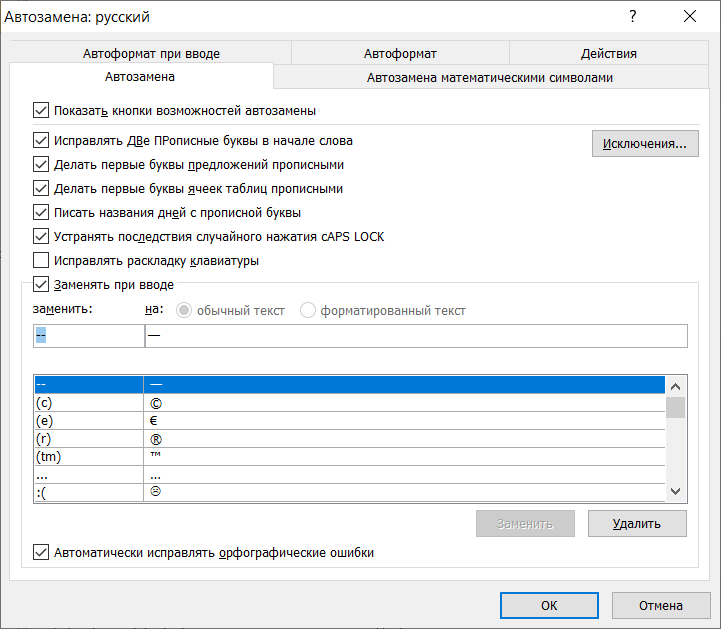 Автозамена: русский
?
Автоформат при вводе Автоформат Действия
Автозамена Автозамена математическими символами
Показать кнопки возможностей автозамены
Исправлять ДВе ПРописные буквы в начале слова
Исключения...
Делать первые буквы предложений прописными
Делать первые буквы ячеек таблиц прописными
Писать названия дней с прописной буквы
Устранять последствия случайного нажатия cAPS LOCK
Исправлять раскладку клавиатуры
Заменять при вводе
заменить: на: обычный текст форматированный текст
-- —
-- —
(c) ©
(e) €
(r) ®
(tm) ™
... …
:( ☹
Заменить Удалить
Автоматически исправлять орфографические ошибки
ОК Отмена